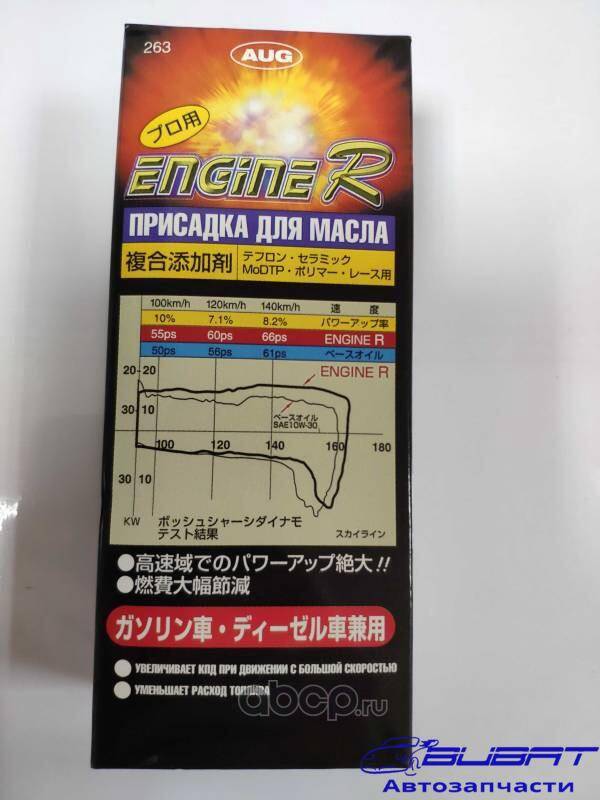 263
AUG
プロ用
ENGINE R
ПРИСАДКА ДЛЯ МАСЛА
複合添加剤
テフロン・セラミック
MoDTP・ポリマー・レース用
100km/h 120km/h 140km/h 速 度
10% 7.1% 8.2% パワーアップ率
55ps 60ps 66ps ENGINE R
50ps 56ps 61ps ベースオイル
20 20
ENGINE R
30 10
ベースオイル
SAE10W-30
100 120 140 160 180
30 10
KW
ボッシュシャーシダイナモ
テスト結果
スカイライン
●高速域でのパワーアップ絶大!!
●燃費大幅節減
ガソリン車・ディーゼル車兼用
● УВЕЛИЧИВАЕТ КПД ПРИ ДВИЖЕНИИ С БОЛЬШОЙ СКОРОСТЬЮ
● УМЕНЬШАЕТ РАСХОД ТОПЛИВА
abcp.ru
SUBAT
Автозапчасти